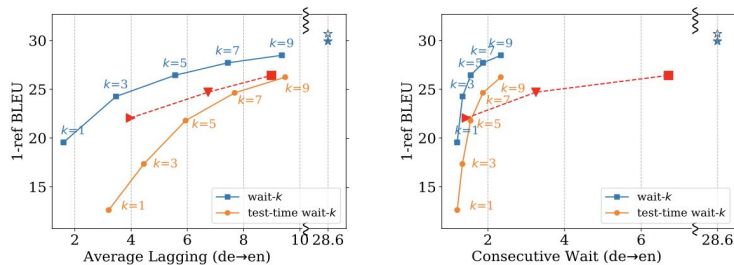 1-ref BLEU
30
25
20
15
k=1
k=3
k=5
k=7
k=9
k=1
k=3
k=5
k=7
k=9
wait-k
test-time wait-k
2 4 6 8 10 28.6
Average Lagging (de→en)
1-ref BLEU
30
25
20
15
k=9
k=7
k=5
k=3
k=1
k=9
k=7
k=5
k=3
k=1
wait-k
test-time wait-k
2 4 6 28.6
Consecutive Wait (de→en)